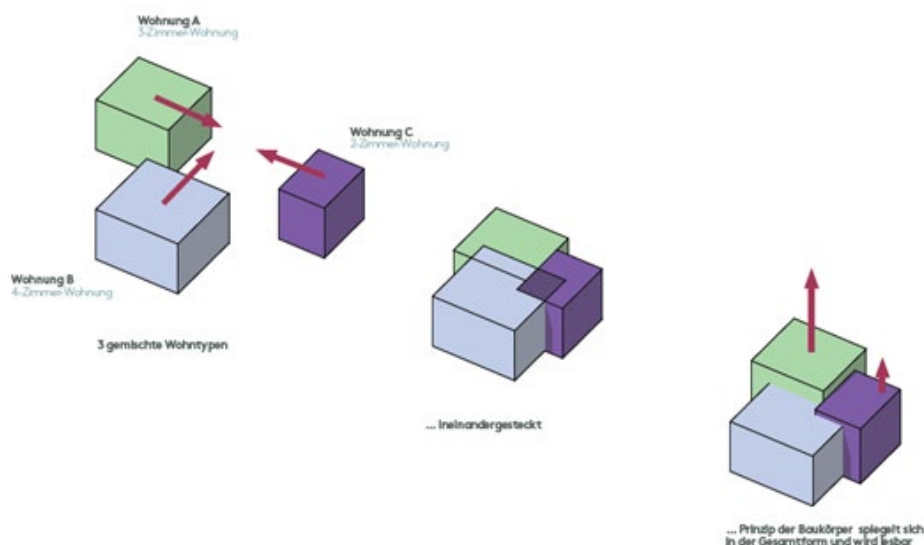 Wohnung A
3-Zimmer-Wohnung
Wohnung C
2-Zimmer-Wohnung
Wohnung B
4-Zimmer-Wohnung
3 gemischte Wohntypen
... ineinandergesteckt
... Prinzip der Baukörper spiegelt sich
in der Gesamtform und wird lesbar